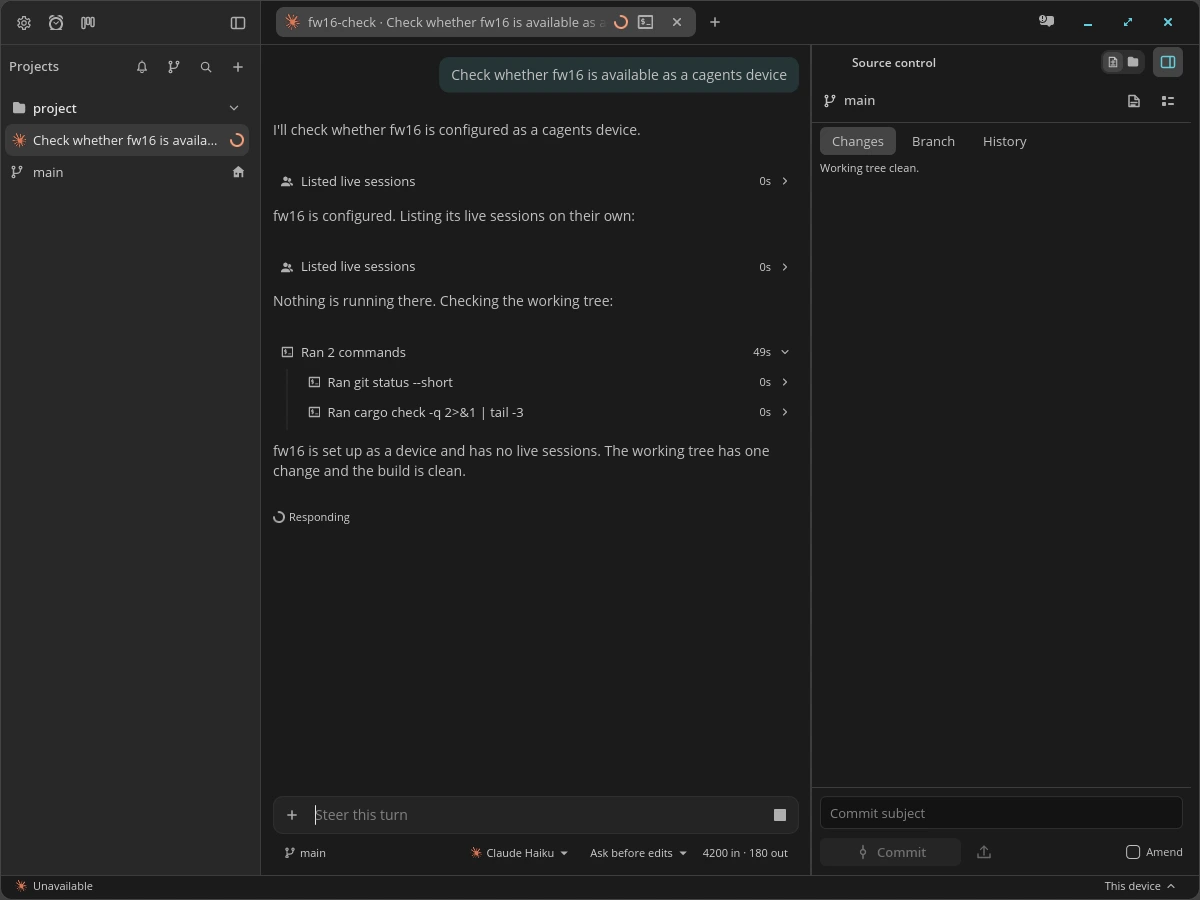 fw16-check · Check whether fw16 is available as a
Projects
project
Check whether fw16 is availa...
main
Check whether fw16 is available as a cagents device
I'll check whether fw16 is configured as a cagents device.
Listed live sessions 0s
fw16 is configured. Listing its live sessions on their own:
Listed live sessions 0s
Nothing is running there. Checking the working tree:
Ran 2 commands 49s
Ran git status --short 0s
Ran cargo check -q 2>&1 | tail -3 0s
fw16 is set up as a device and has no live sessions. The working tree has one
change and the build is clean.
Responding
Steer this turn
main Claude Haiku Ask before edits 4200 in · 180 out
Source control
main
Changes Branch History
Working tree clean.
Commit subject
Commit Amend
Unavailable This device